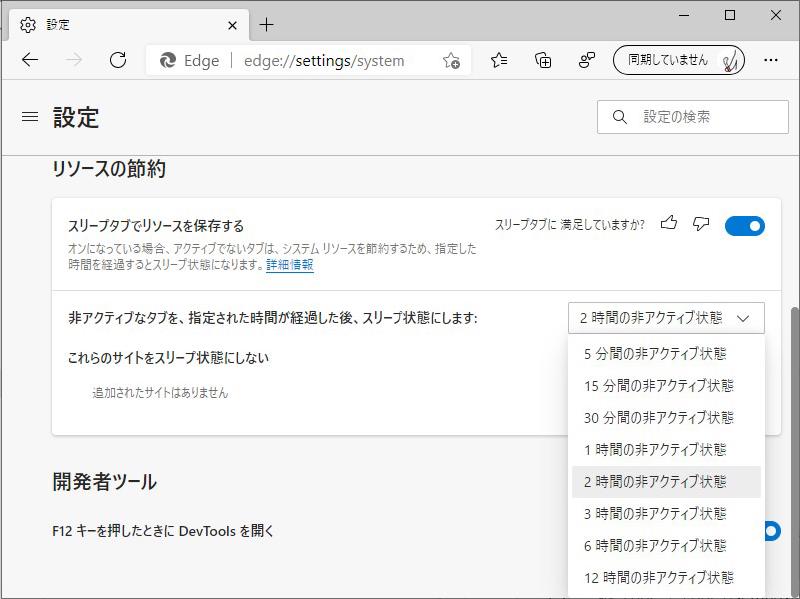 設定
Edge
edge://settings/system
同期していません
設定
設定の検索
リソースの節約
スリープタブでリソースを保存する
スリープタブに 満足していますか?
オンになっている場合、アクティブでないタブは、システム リソースを節約するため、指定した
時間を経過するとスリープ状態になります。詳細情報
非アクティブなタブを、指定された時間が経過した後、スリープ状態にします:
2 時間の非アクティブ状態
これらのサイトをスリープ状態にしない
追加されたサイトはありません
5 分間の非アクティブ状態
15 分間の非アクティブ状態
30 分間の非アクティブ状態
1 時間の非アクティブ状態
2 時間の非アクティブ状態
3 時間の非アクティブ状態
6 時間の非アクティブ状態
12 時間の非アクティブ状態
開発者ツール
F12 キーを押したときに DevTools を開く